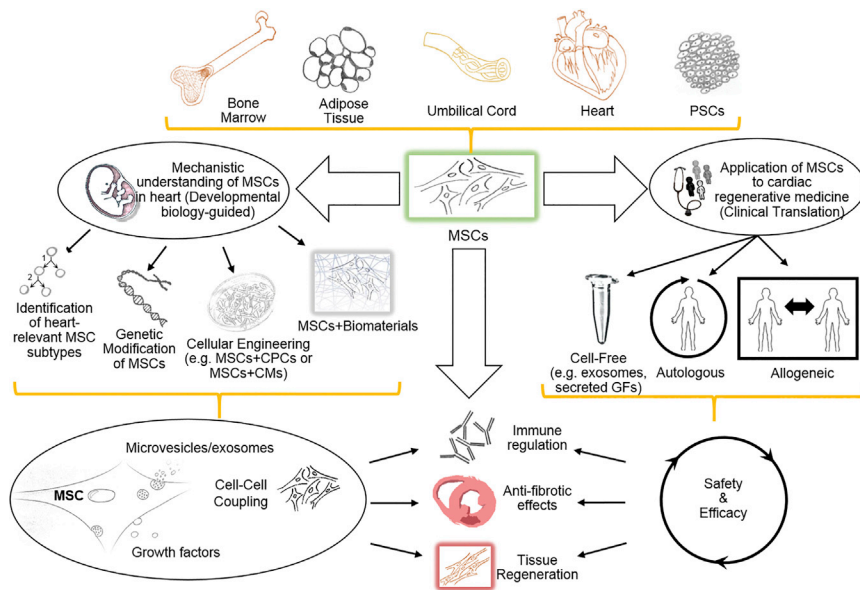 Bone
Marrow
Adipose
Tissue
Umbilical Cord
Heart
PSCs
Mechanistic
understanding of MSCs
in heart (Developmental
biology-guided)
MSCs
Application of MSCs
to cardiac
regenerative medicine
(Clinical Translation)
1
2
Identification
of heart-
relevant MSC
subtypes
Genetic
Modification
of MSCs
Cellular Engineering
(e.g. MSCs+CPCs or
MSCs+CMs)
MSCs+Biomaterials
Cell-Free
(e.g. exosomes,
secreted GFs)
Autologous
Allogeneic
Microvesicles/exosomes
MSC
Cell-Cell
Coupling
Growth factors
Immune
regulation
Anti-fibrotic
effects
Tissue
Regeneration
Safety
&
Efficacy